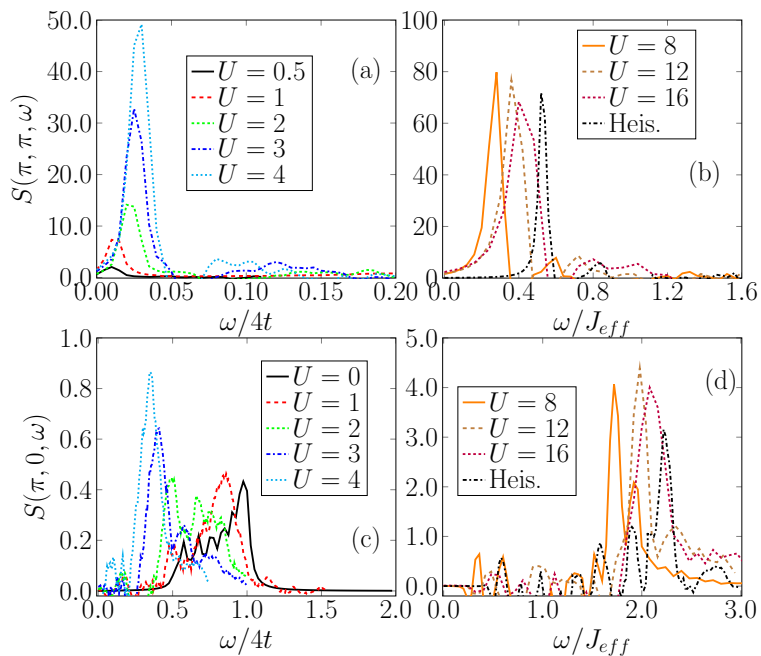 S(π, π, ω)
50.0
40.0
30.0
20.0
10.0
0.0
0.00
0.05
0.10
0.15
0.20
ω/4t
U = 0.5
U = 1
U = 2
U = 3
U = 4
(a)
100
80
60
40
20
0
0.0
0.4
0.8
1.2
1.6
ω/J_{eff}
U = 8
U = 12
U = 16
Heis.
(b)
S(π, 0, ω)
1.0
0.8
0.6
0.4
0.2
0.0
0.0
0.5
1.0
1.5
2.0
ω/4t
U = 0
U = 1
U = 2
U = 3
U = 4
(c)
5.0
4.0
3.0
2.0
1.0
0.0
0.0
1.0
2.0
3.0
ω/J_{eff}
U = 8
U = 12
U = 16
Heis.
(d)